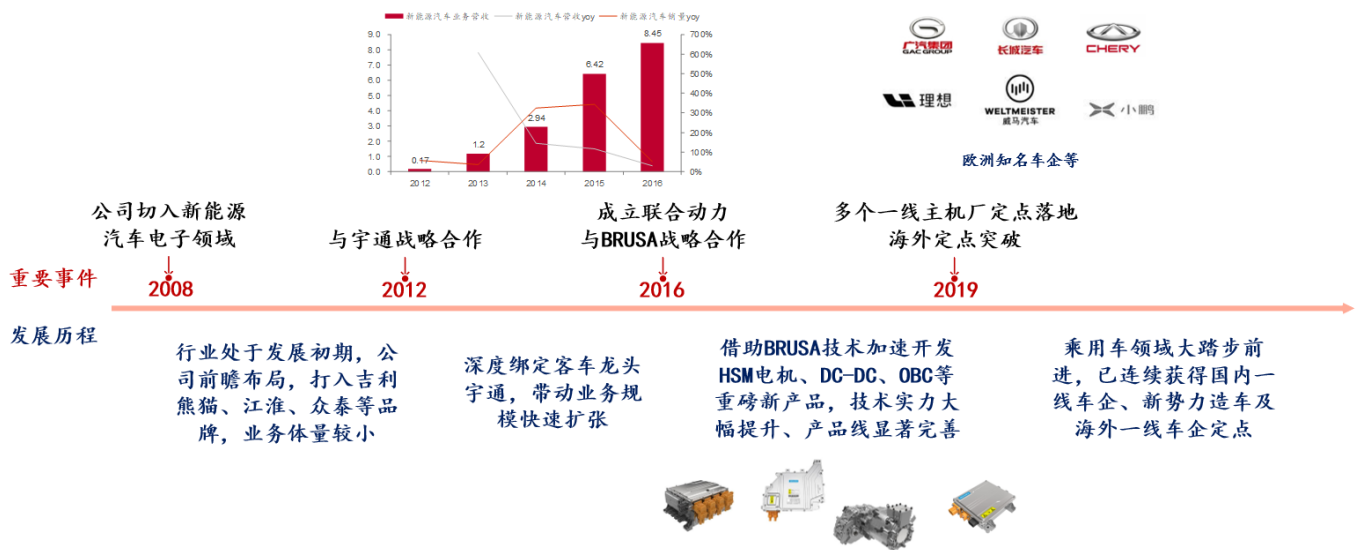 新能源汽车业务营收 新能源汽车营收yoy 新能源汽车销量yoy
9.0
8.0
7.0
6.0
5.0
4.0
3.0
2.0
1.0
0.0
0.17
1.2
2.94
6.42
8.45
70%
60%
50%
40%
30%
20%
10%
0%
2012 2013 2014 2015 2016
广汽集团
GAC GROUP
长城汽车
CHERY
理想
WELTMEISTER
威马汽车
小鹏
欧洲知名车企等
公司切入新能源
汽车电子领域
与宇通战略合作
成立联合动力
与BRUSA战略合作
多个一线主机厂定点落地
海外定点突破
重要事件
2008
2012
2016
2019
发展历程
行业处于发展初期，公
司前瞻布局，打入吉利
熊猫、江淮、众泰等品
牌，业务体量较小
深度绑定客车龙头
宇通，带动业务规
模快速扩张
借助BRUSA技术加速开发
HSM电机、DC-DC、OBC等
重磅新产品，技术实力大
幅提升、产品线显著完善
乘用车领域大踏步前
进，已连续获得国内一
线车企、新势力造车及
海外一线车企定点